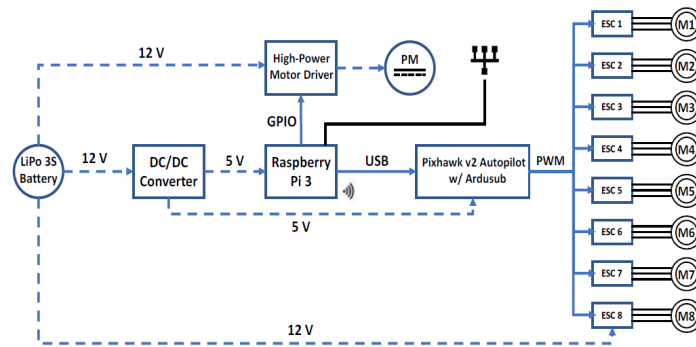 12 V
High-Power
Motor Driver
PM
GPIO
LiPo 3S
Battery
12 V
DC/DC
Converter
5 V
Raspberry
Pi 3
USB
Pixhawk v2 Autopilot
w/ Ardusub
PWM
5 V
12 V
ESC 1
M1
ESC 2
M2
ESC 3
M3
ESC 4
M4
ESC 5
M5
ESC 6
M6
ESC 7
M7
ESC 8
M8